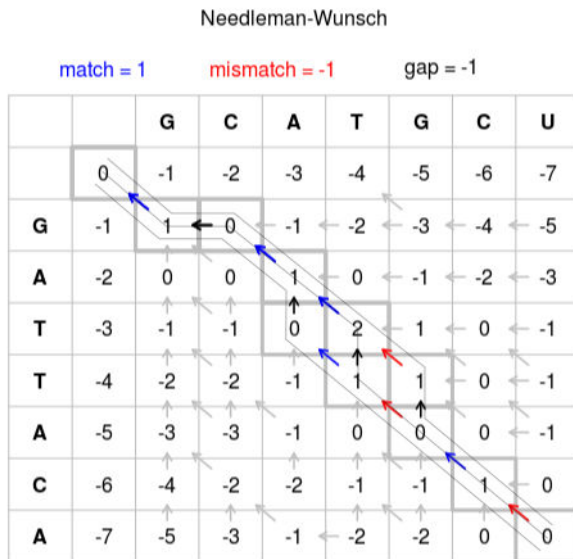 Needleman-Wunsch
match = 1 mismatch = -1 gap = -1
G C A T G C U
0 -1 -2 -3 -4 -5 -6 -7
G -1 1 0 -1 -2 -3 -4 -5
A -2 0 0 1 0 -1 -2 -3
T -3 -1 -1 0 2 1 0 -1
T -4 -2 -2 -1 1 1 0 -1
A -5 -3 -3 -1 0 0 0 -1
C -6 -4 -2 -2 -1 -1 1 0
A -7 -5 -3 -1 -2 -2 0 0